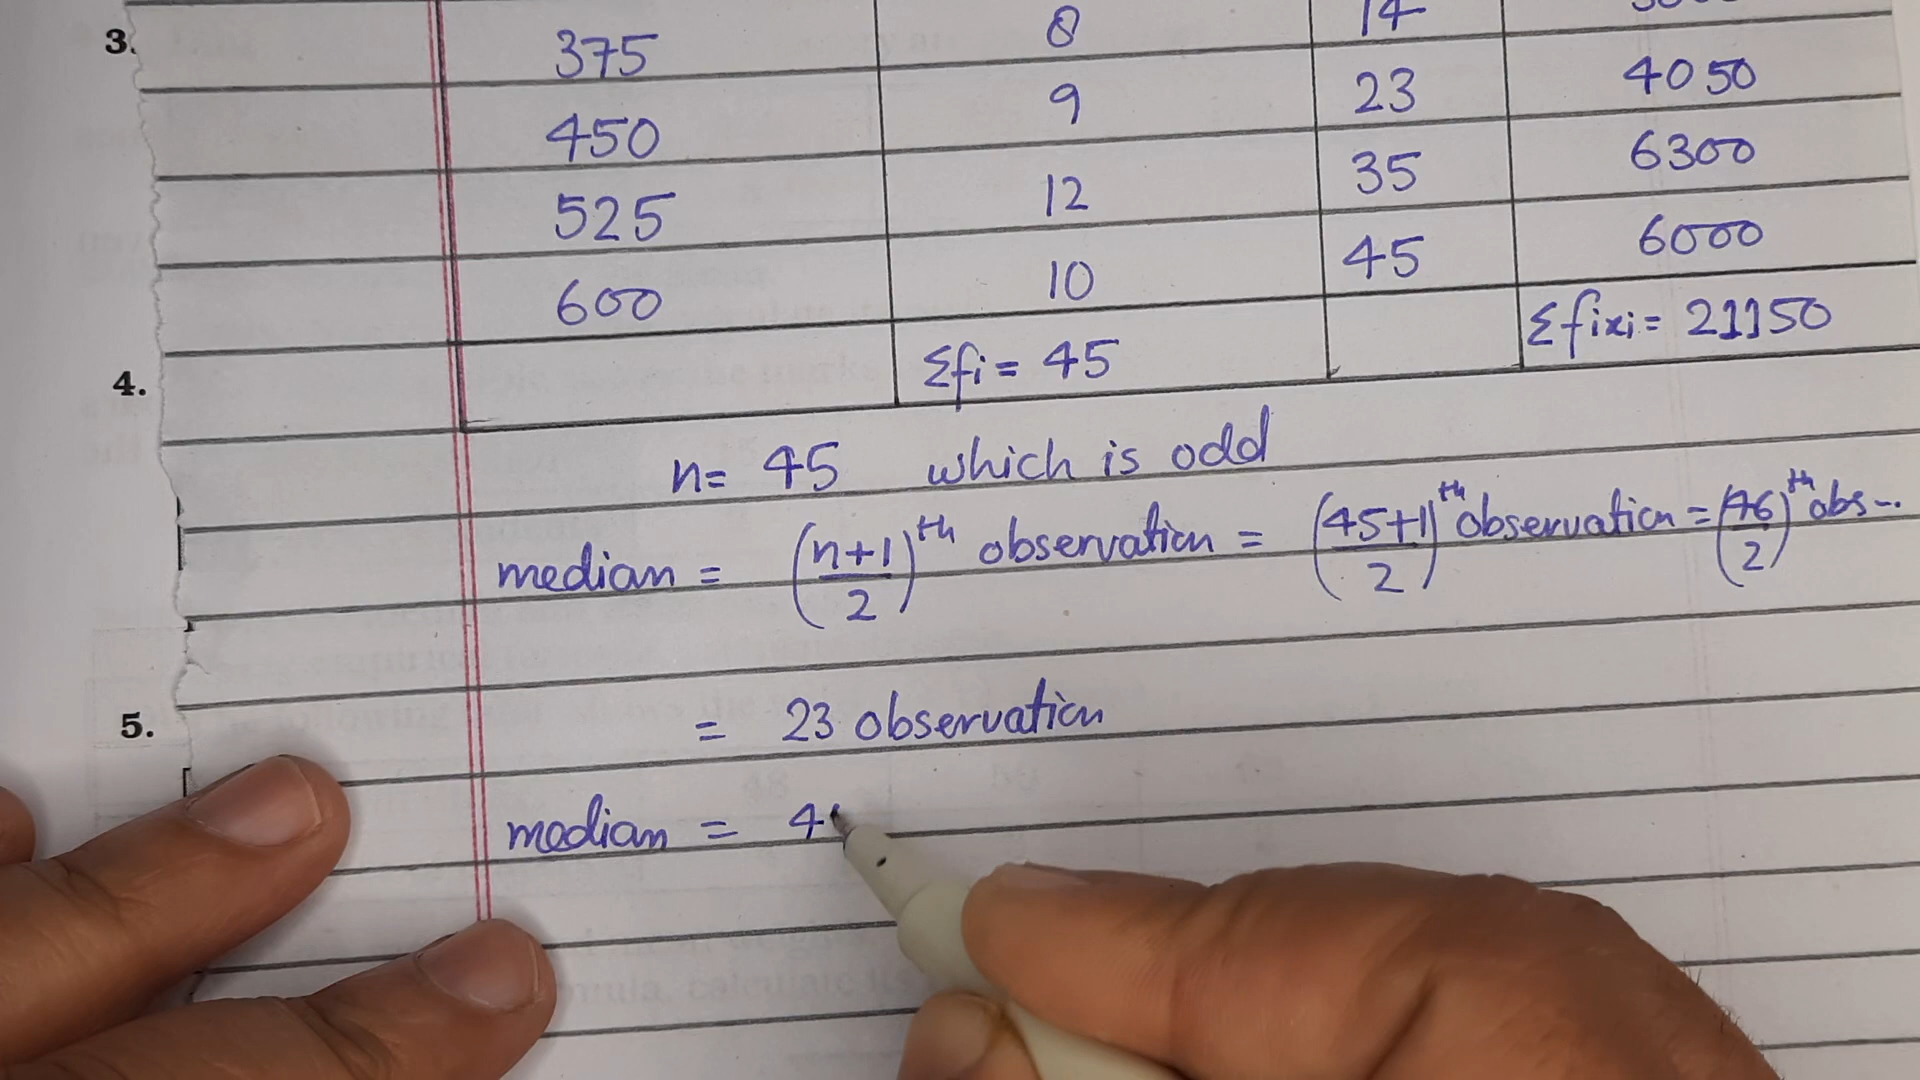 3.
375 8 14
450 9 23 4050
525 12 35 6300
600 10 45 6000
Σfi = 45 Σfixi = 21150
4.
n = 45 which is odd
median = (n+1/2)th observation = (45+1/2)th observation = (46/2)th obs...
5.
= 23 observation
median = 4